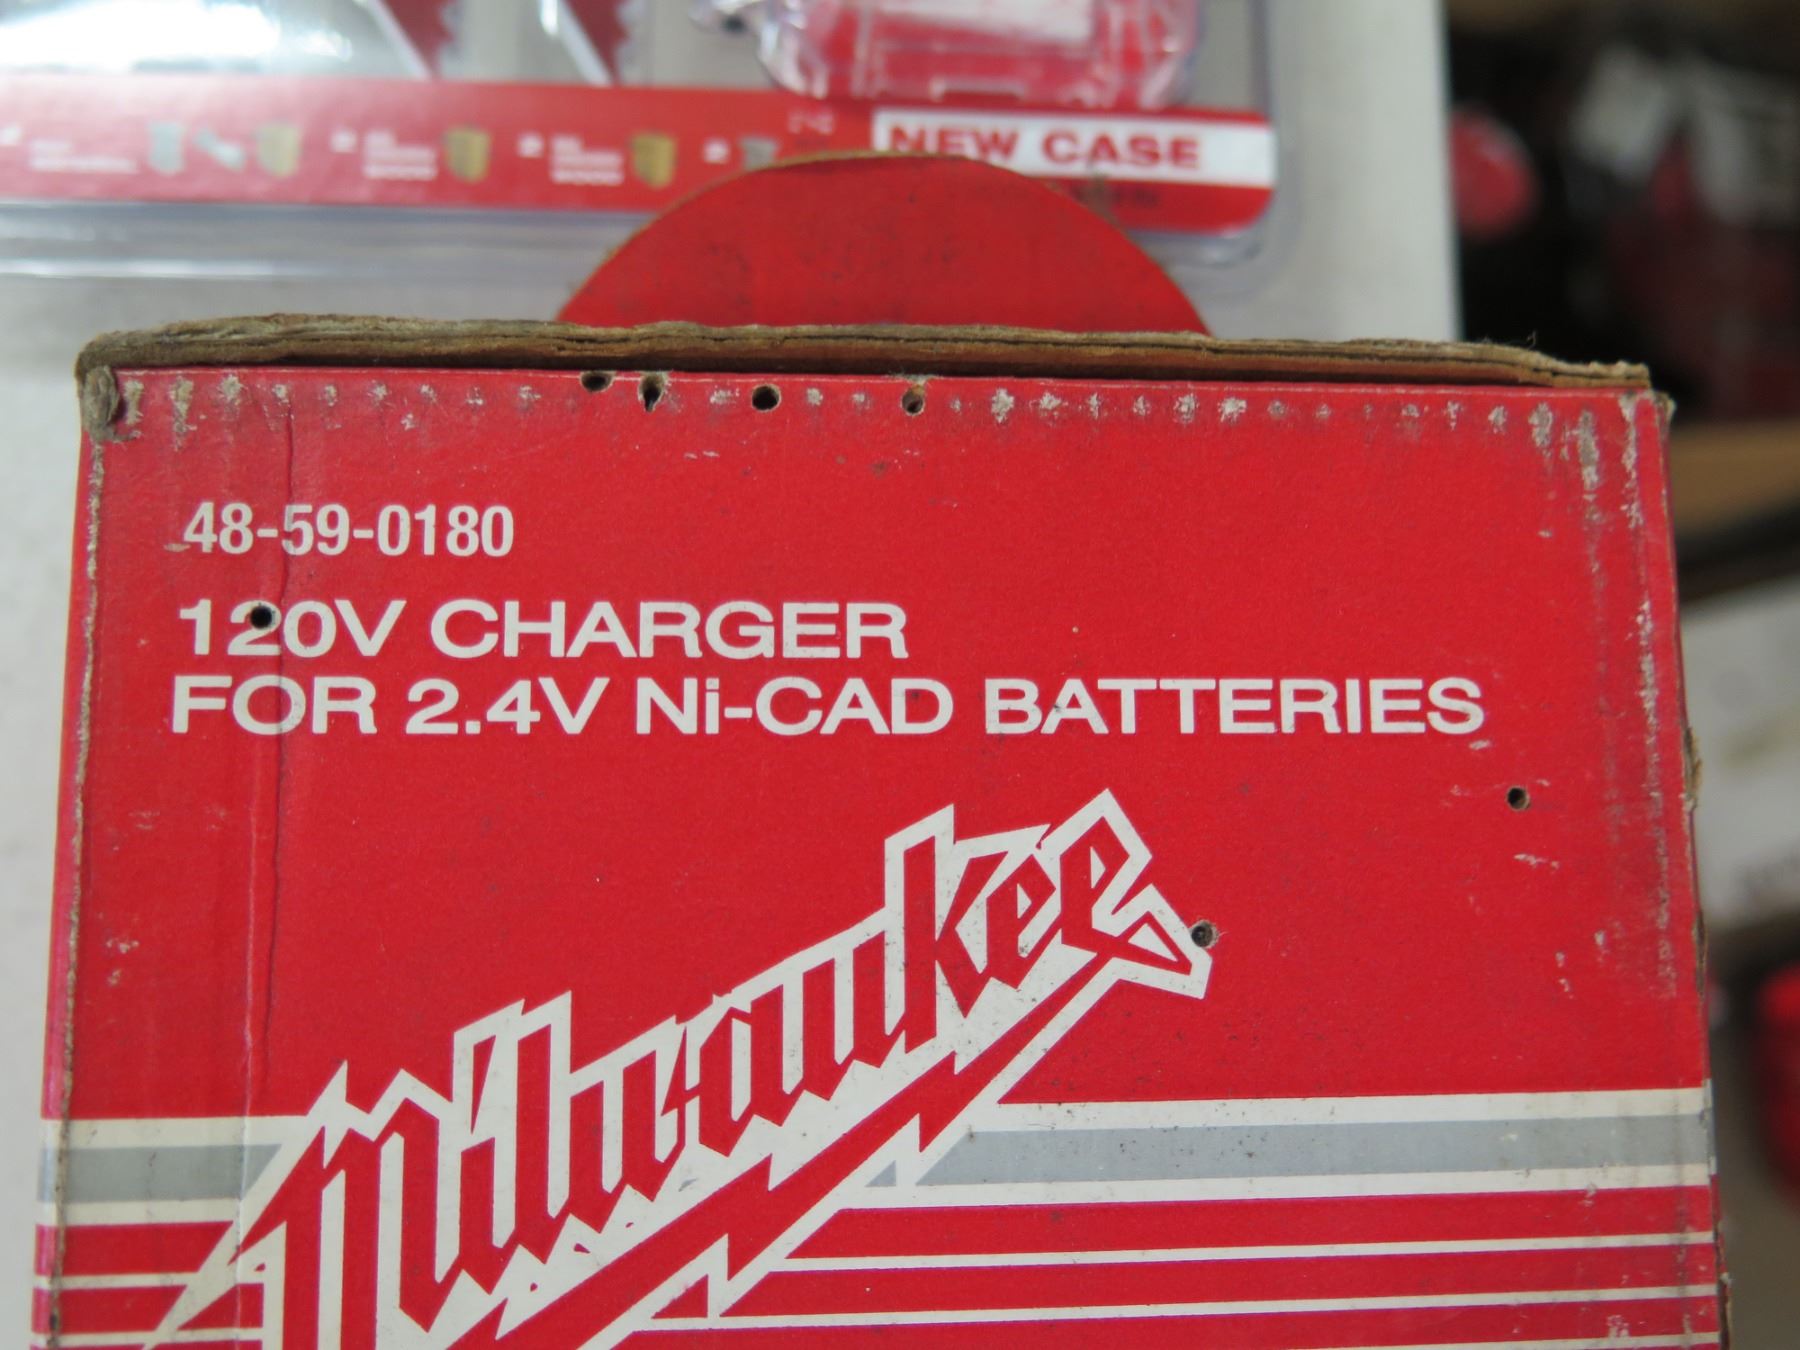 NEW CASE
48-59-0180
120V CHARGER
FOR 2.4V Ni-CAD BATTERIES
Milwaukee